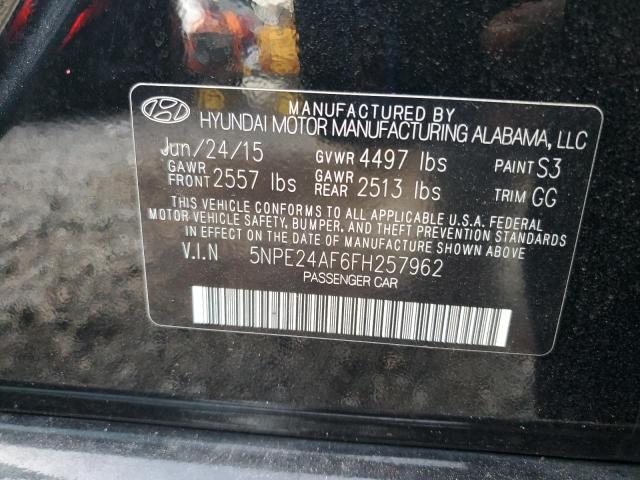 MANUFACTURED BY
HYUNDAI MOTOR MANUFACTURING ALABAMA, LLC
Jun/24/15 GVWR 4497 lbs PAINT S3
GAWR FRONT 2557 lbs GAWR REAR 2513 lbs TRIM GG
THIS VEHICLE CONFORMS TO ALL APPLICABLE U.S.A. FEDERAL
MOTOR VEHICLE SAFETY, BUMPER, AND THEFT PREVENTION STANDARDS
IN EFFECT ON THE DATE OF MANUFACTURE SHOWN ABOVE.
V.I.N 5NPE24AF6FH257962
PASSENGER CAR